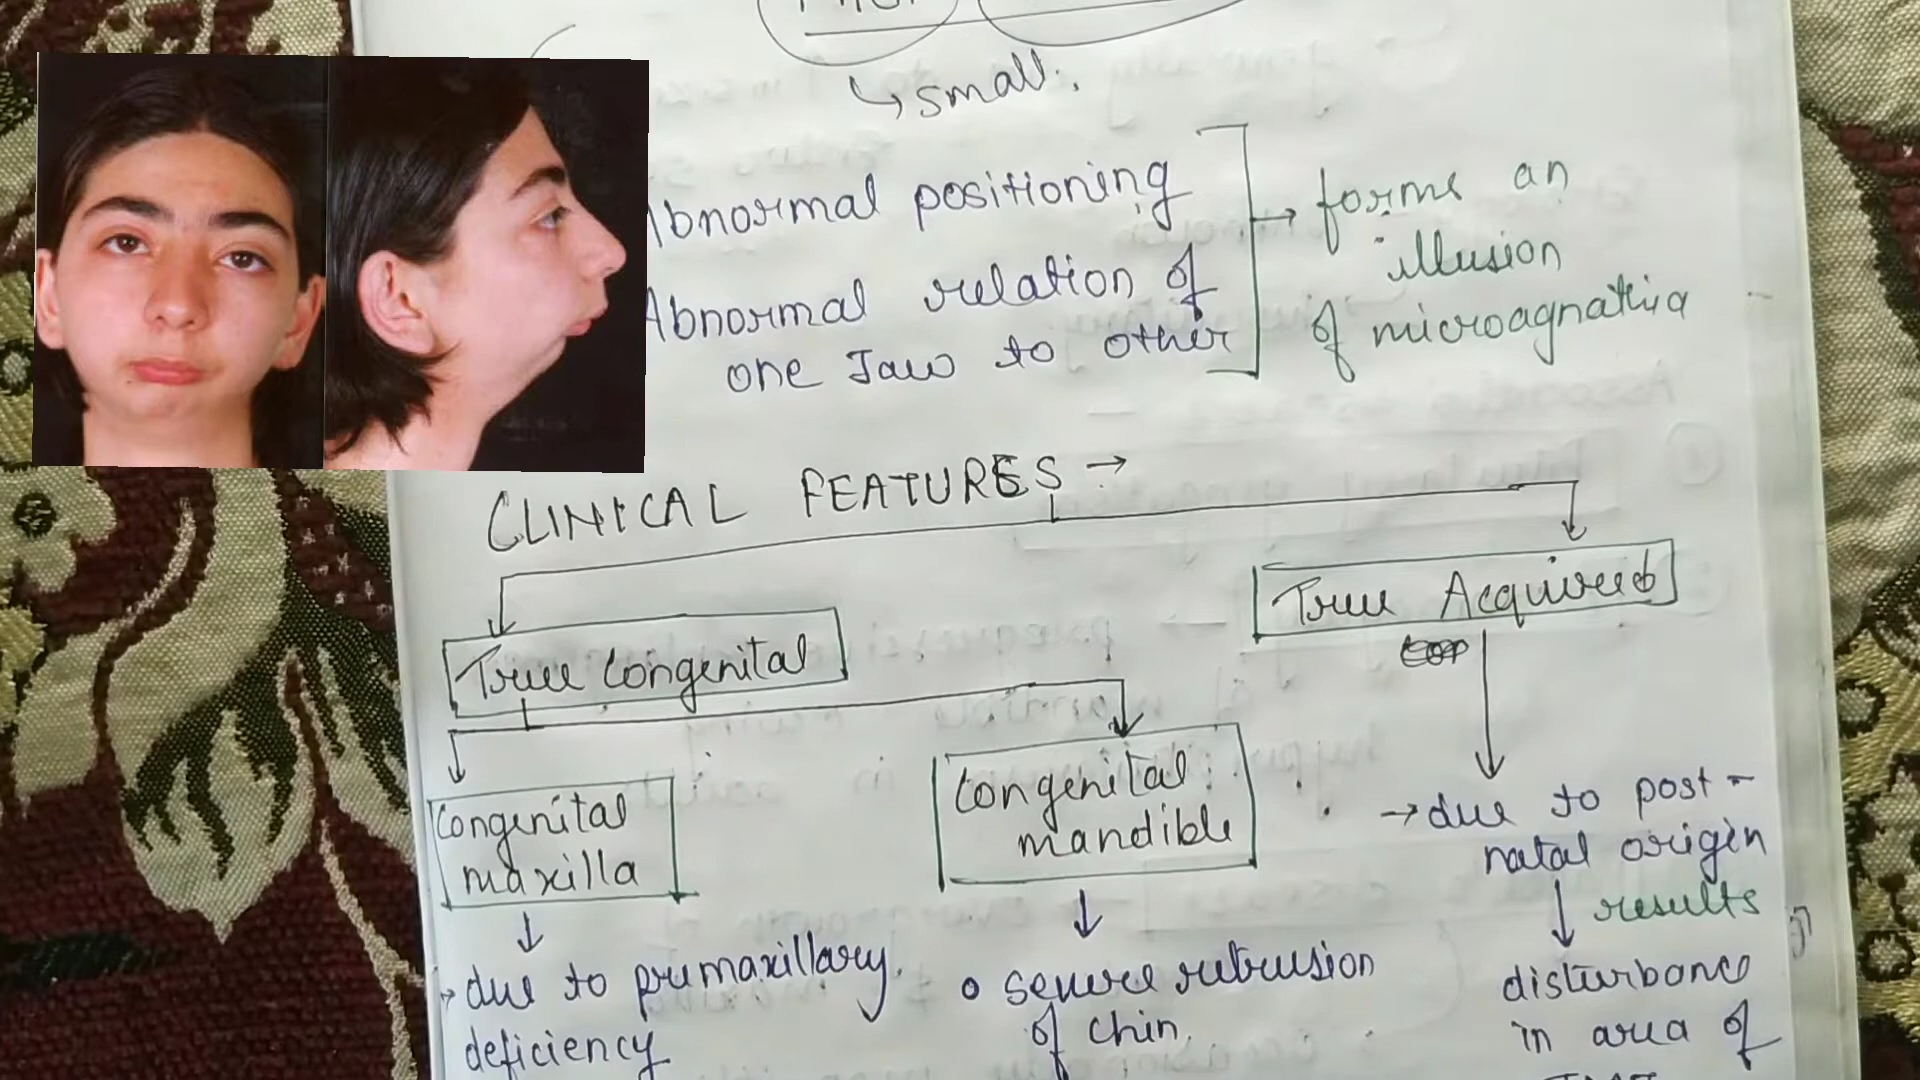 small.
Abnormal positioning
Abnormal relation of
one Jaw to other
forms an
illusion
of microagnathia
CLINICAL FEATURES →
True Congenital
True Acquired
Congenital
maxilla
Congenital
mandible
→ due to post-
natal origin
results
disturbance
in area of
→ due to premaxillary
deficiency
• severe retrusion
of chin